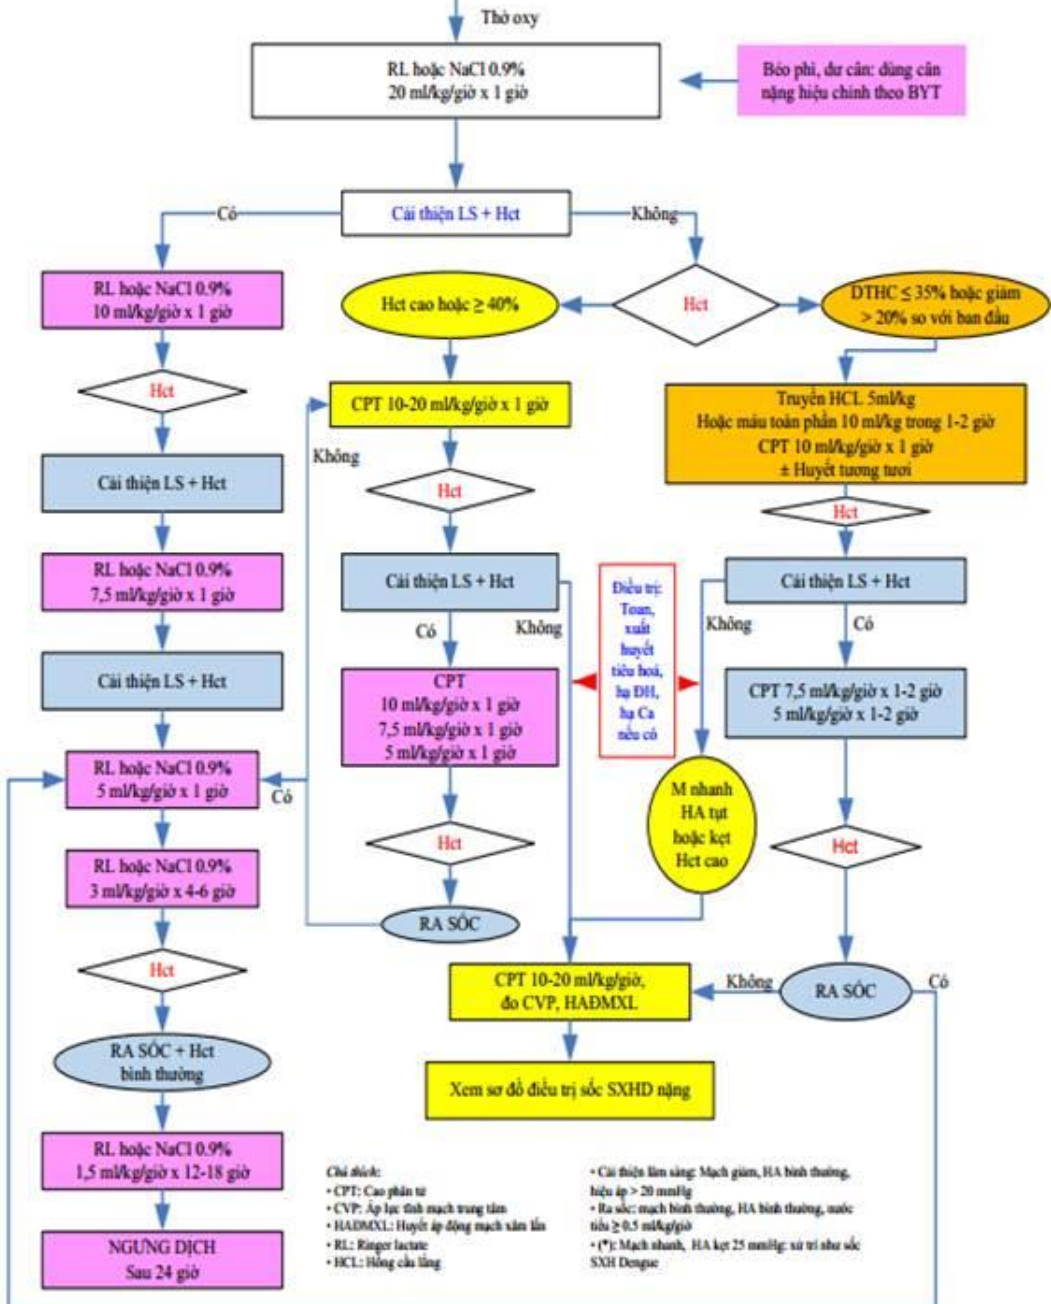 Thở oxy
RL hoặc NaCl 0.9%
20 ml/kg/giờ x 1 giờ
Béo phì, dư cân: dùng cân
nặng hiệu chỉnh theo BYT
Cải thiện LS + Hct
Có
Không
RL hoặc NaCl 0.9%
10 ml/kg/giờ x 1 giờ
Hct cao hoặc ≥ 40%
Hct
DTHC ≤ 35% hoặc giảm
> 20% so với ban đầu
Hct
CPT 10-20 ml/kg/giờ x 1 giờ
Truyền HCL 5ml/kg
Hoặc máu toàn phần 10 ml/kg trong 1-2 giờ
CPT 10 ml/kg/giờ x 1 giờ
± Huyết tương tươi
Không
Cải thiện LS + Hct
Hct
Hct
RL hoặc NaCl 0.9%
7,5 ml/kg/giờ x 1 giờ
Cải thiện LS + Hct
Có
Không
Điều trị:
Toan,
xuất
huyết
tiêu hoá,
hạ ĐH,
hạ Ca
nếu có
Cải thiện LS + Hct
Không
Có
Cải thiện LS + Hct
CPT
10 ml/kg/giờ x 1 giờ
7,5 ml/kg/giờ x 1 giờ
5 ml/kg/giờ x 1 giờ
CPT 7,5 ml/kg/giờ x 1-2 giờ
5 ml/kg/giờ x 1-2 giờ
RL hoặc NaCl 0.9%
5 ml/kg/giờ x 1 giờ
Có
M nhanh
HA tụt
hoặc kẹt
Hct cao
Hct
Hct
RL hoặc NaCl 0.9%
3 ml/kg/giờ x 4-6 giờ
RA SỐC
Hct
CPT 10-20 ml/kg/giờ,
đo CVP, HAĐMXL
Không
RA SỐC
Có
RA SỐC + Hct
bình thường
Xem sơ đồ điều trị sốc SXHD nặng
RL hoặc NaCl 0.9%
1,5 ml/kg/giờ x 12-18 giờ
NGƯNG DỊCH
Sau 24 giờ
Chú thích:
• CPT: Cao phân tử
• CVP: Áp lực tĩnh mạch trung tâm
• HAĐMXL: Huyết áp động mạch xâm lấn
• RL: Ringer lactate
• HCL: Hồng cầu lắng
• Cải thiện lâm sàng: Mạch giảm, HA bình thường,
hiệu áp > 20 mmHg
• Ra sốc: mạch bình thường, HA bình thường, nước
tiểu ≥ 0.5 ml/kg/giờ
• (*): Mạch nhanh, HA kẹt 25 mmHg: xử trí như sốc
SXH Dengue